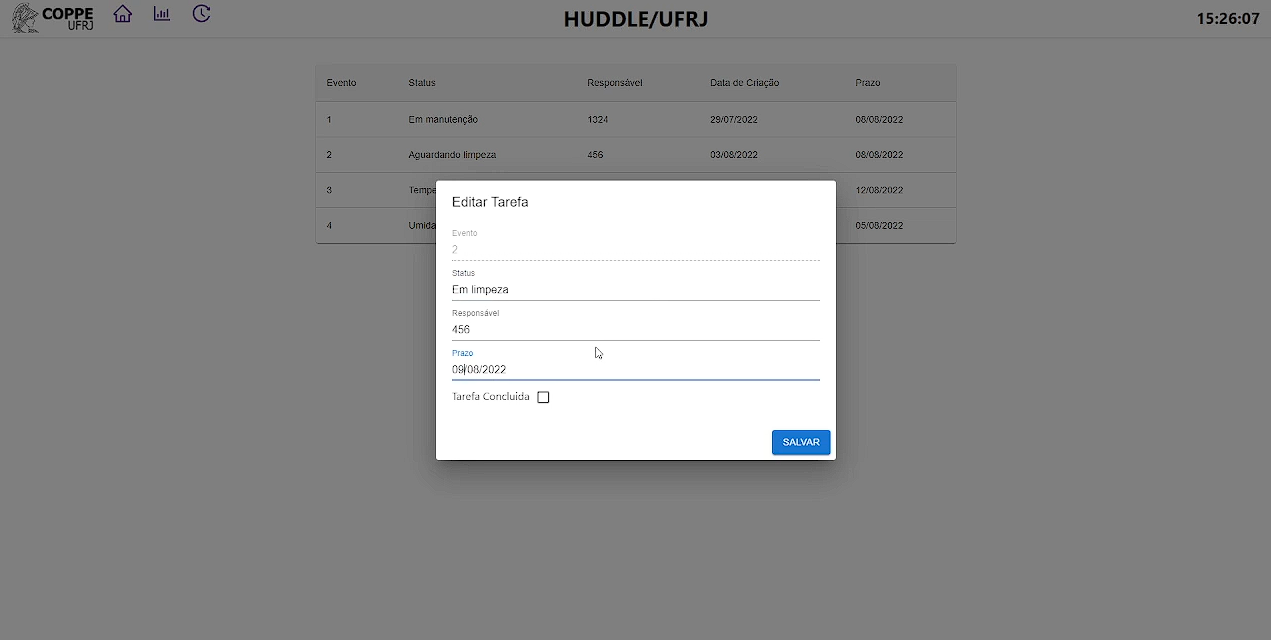 COPPE
UFRJ
HUDDLE/UFRJ
15:26:07
Evento Status Responsável Data de Criação Prazo
1 Em manutenção 1324 29/07/2022 08/08/2022
2 Aguardando limpeza 456 03/08/2022 08/08/2022
3 Tempe 12/08/2022
4 Umida 05/08/2022
Editar Tarefa
Evento
2
Status
Em limpeza
Responsável
456
Prazo
09/08/2022
Tarefa Concluida
SALVAR